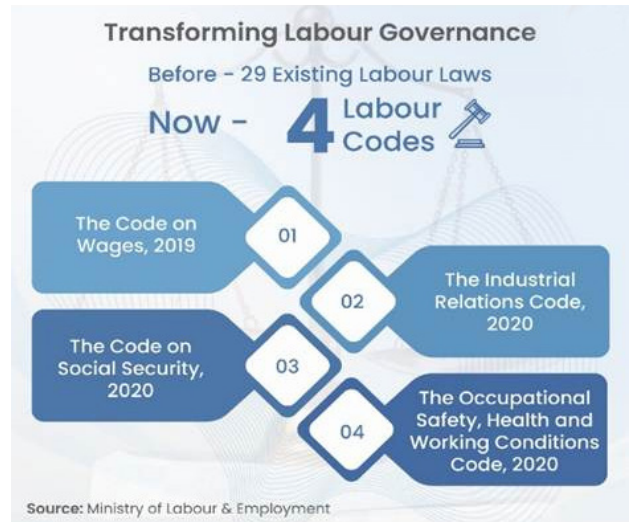 Transforming Labour Governance
Before - 29 Existing Labour Laws
Now - 4 Labour
Codes
The Code on
Wages, 2019
01
02
The Industrial
Relations Code,
2020
The Code on
Social Security,
2020
03
04
The Occupational
Safety, Health and
Working Conditions
Code, 2020
Source: Ministry of Labour & Employment